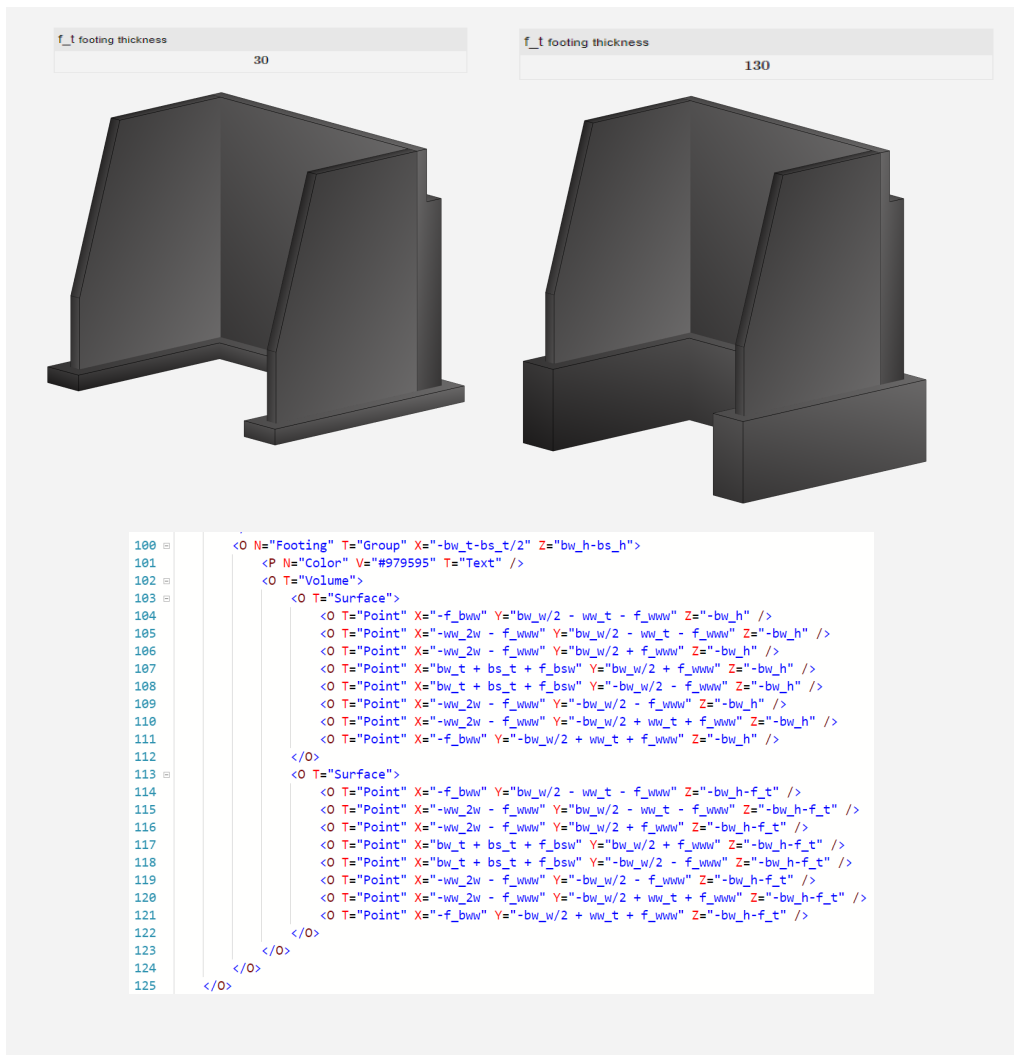 f_t footing thickness
30
f_t footing thickness
130
100 <O N="Footing" T="Group" X="-bw_t-bs_t/2" Z="bw_h-bs_h">
101 <P N="Color" V="#979595" T="Text" />
102 <O T="Volume">
103 <O T="Surface">
104 <O T="Point" X="-f_bww" Y="bw_w/2 - ww_t - f_www" Z="-bw_h" />
105 <O T="Point" X="-ww_2w - f_www" Y="bw_w/2 - ww_t - f_www" Z="-bw_h" />
106 <O T="Point" X="-ww_2w - f_www" Y="bw_w/2 + f_www" Z="-bw_h" />
107 <O T="Point" X="bw_t + bs_t + f_bsw" Y="bw_w/2 + f_www" Z="-bw_h" />
108 <O T="Point" X="bw_t + bs_t + f_bsw" Y="-bw_w/2 - f_www" Z="-bw_h" />
109 <O T="Point" X="-ww_2w - f_www" Y="-bw_w/2 - f_www" Z="-bw_h" />
110 <O T="Point" X="-ww_2w - f_www" Y="-bw_w/2 + ww_t + f_www" Z="-bw_h" />
111 <O T="Point" X="-f_bww" Y="-bw_w/2 + ww_t + f_www" Z="-bw_h" />
112 </O>
113 <O T="Surface">
114 <O T="Point" X="-f_bww" Y="bw_w/2 - ww_t - f_www" Z="-bw_h-f_t" />
115 <O T="Point" X="-ww_2w - f_www" Y="bw_w/2 - ww_t - f_www" Z="-bw_h-f_t" />
116 <O T="Point" X="-ww_2w - f_www" Y="bw_w/2 + f_www" Z="-bw_h-f_t" />
117 <O T="Point" X="bw_t + bs_t + f_bsw" Y="bw_w/2 + f_www" Z="-bw_h-f_t" />
118 <O T="Point" X="bw_t + bs_t + f_bsw" Y="-bw_w/2 - f_www" Z="-bw_h-f_t" />
119 <O T="Point" X="-ww_2w - f_www" Y="-bw_w/2 - f_www" Z="-bw_h-f_t" />
120 <O T="Point" X="-ww_2w - f_www" Y="-bw_w/2 + ww_t + f_www" Z="-bw_h-f_t" />
121 <O T="Point" X="-f_bww" Y="-bw_w/2 + ww_t + f_www" Z="-bw_h-f_t" />
122 </O>
123 </O>
124 </O>
125 </O>